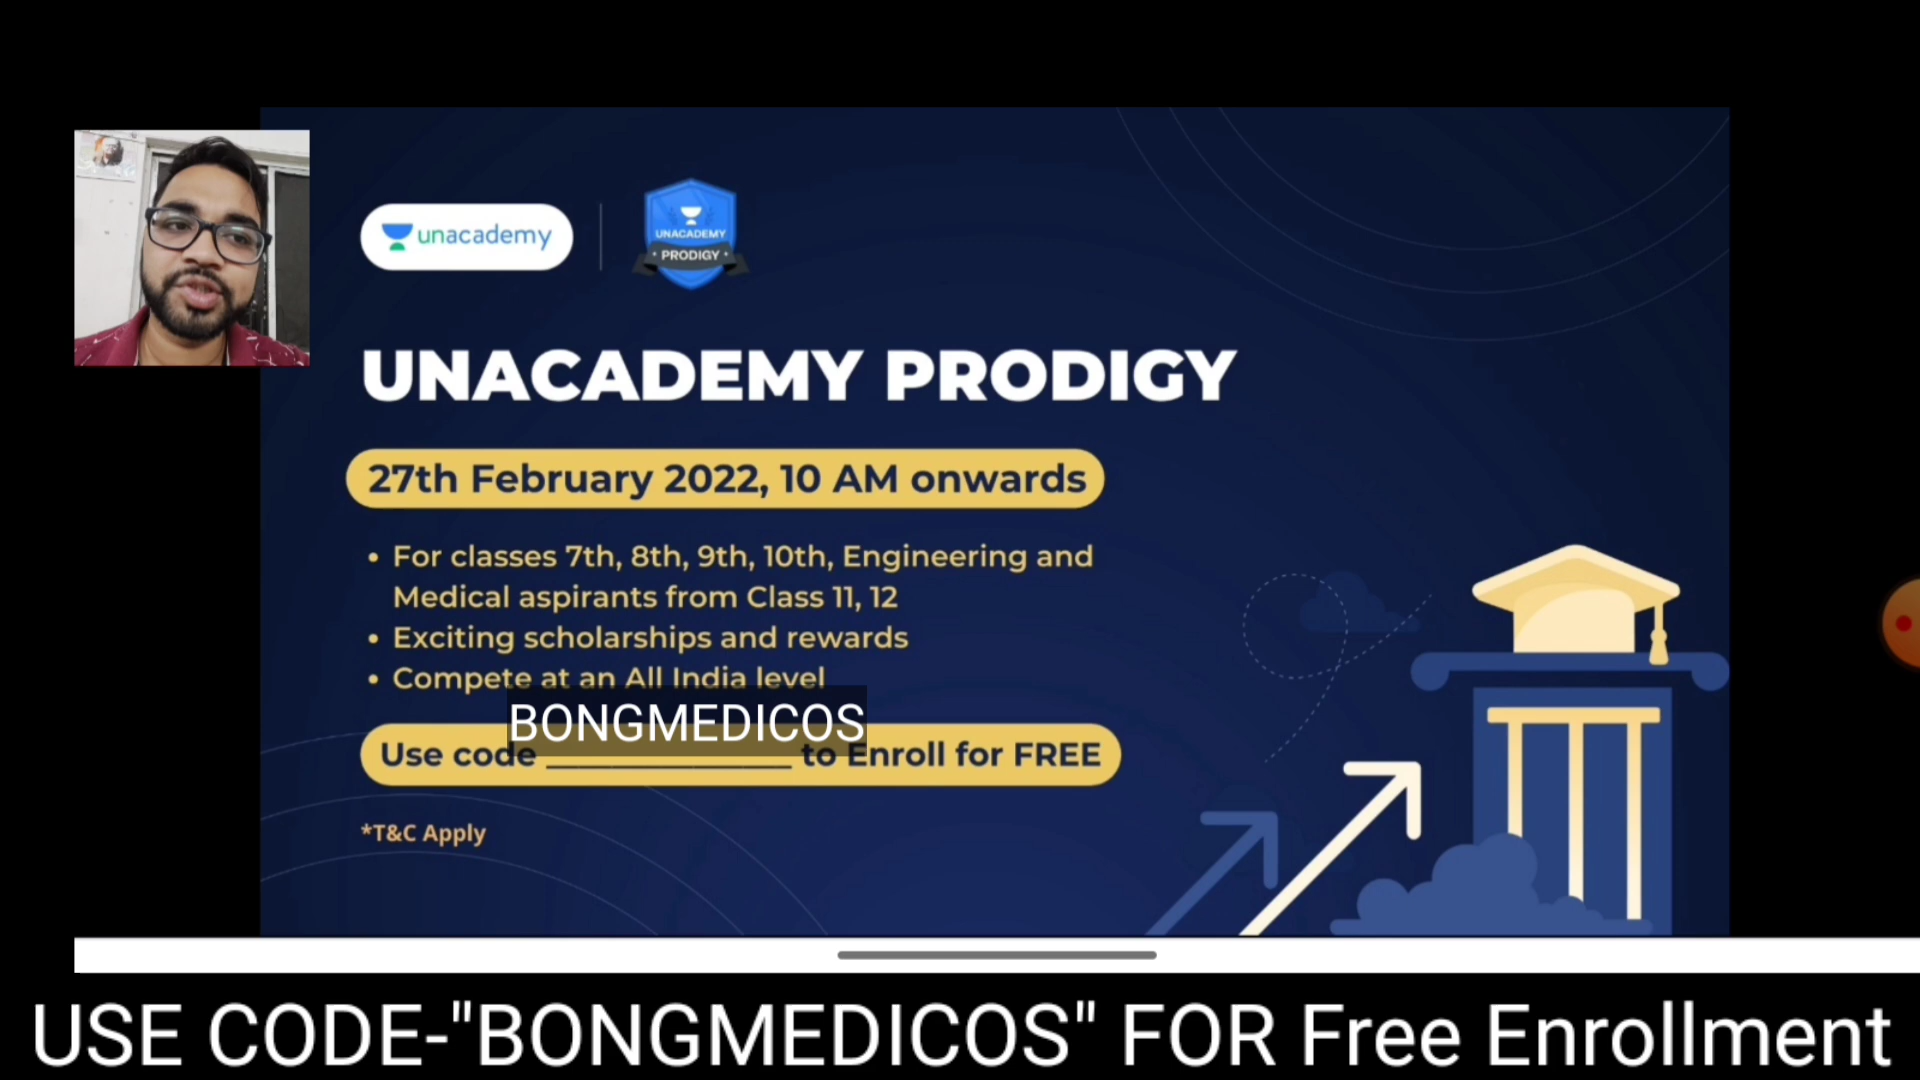 unacademy
UNACADEMY
PRODIGY
UNACADEMY PRODIGY
27th February 2022, 10 AM onwards
• For classes 7th, 8th, 9th, 10th, Engineering and
Medical aspirants from Class 11, 12
• Exciting scholarships and rewards
• Compete at an All India level
BONGMEDICOS
Use code ______________ to Enroll for FREE
*T&C Apply
USE CODE-"BONGMEDICOS" FOR Free Enrollment